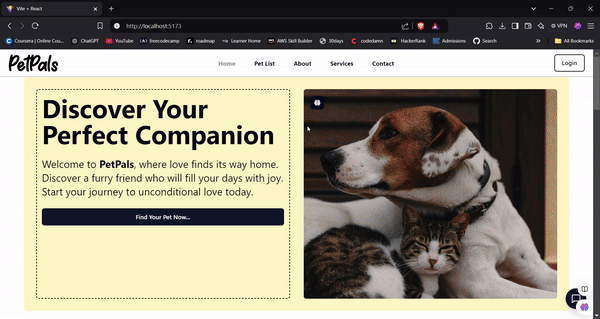 Vite + React
http://localhost:5173
VPN
Coursera | Online Cou...
ChatGPT
YouTube
freecodecamp
roadmap
Learner Home
AWS Skill Builder
30days
codedamn
HackerRank
Admissions
Search
All Bookmarks
PetPals
Home
Pet List
About
Services
Contact
Login
Discover Your
Perfect Companion
Welcome to PetPals, where love finds its way home.
Discover a furry friend who will fill your days with joy.
Start your journey to unconditional love today.
Find Your Pet Now...